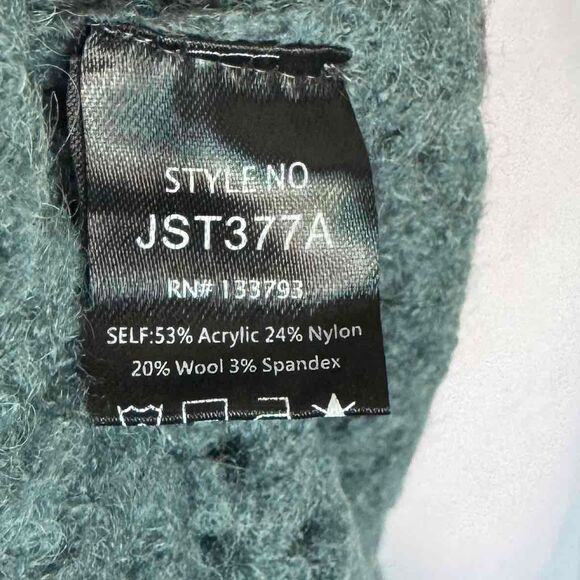 STYLE NO
JST377A
RN# 133793
SELF:53% Acrylic 24% Nylon
20% Wool 3% Spandex